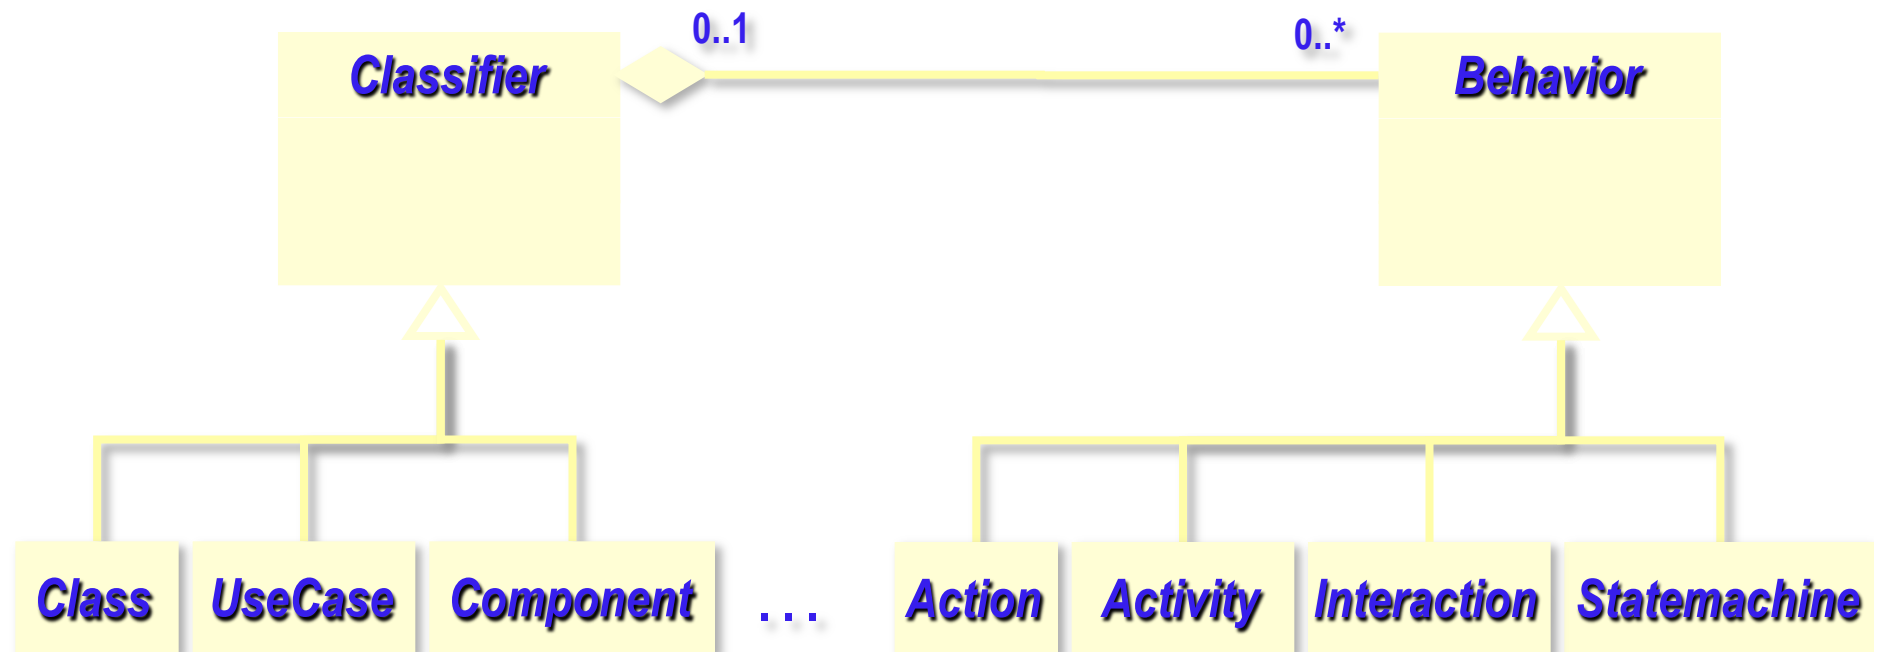 0..1
0..*
Classifier
Behavior
Class
UseCase
Component
...
Action
Activity
Interaction
Statemachine